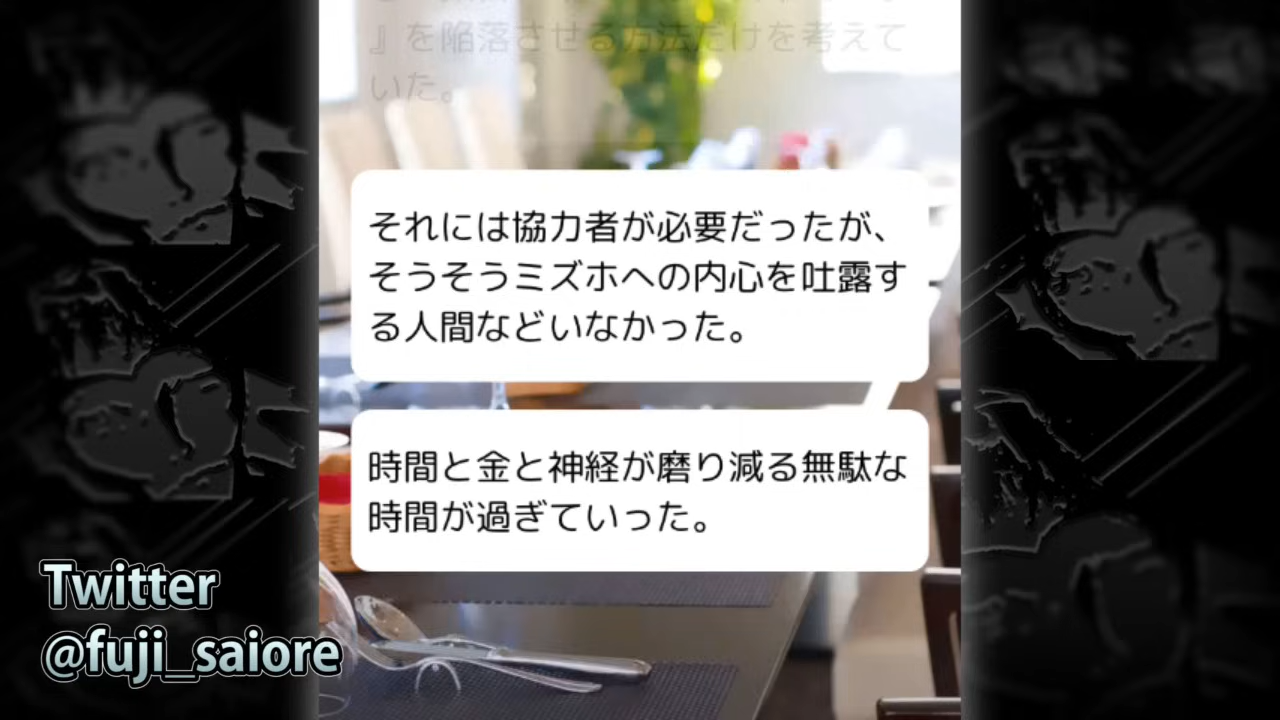 』を陥落させる方法だけを考えて
いた。
それには協力者が必要だったが、
そうそうミズホへの内心を吐露す
る人間などいなかった。
時間と金と神経が磨り減る無駄な
時間が過ぎていった。
Twitter
@fuji_saiore